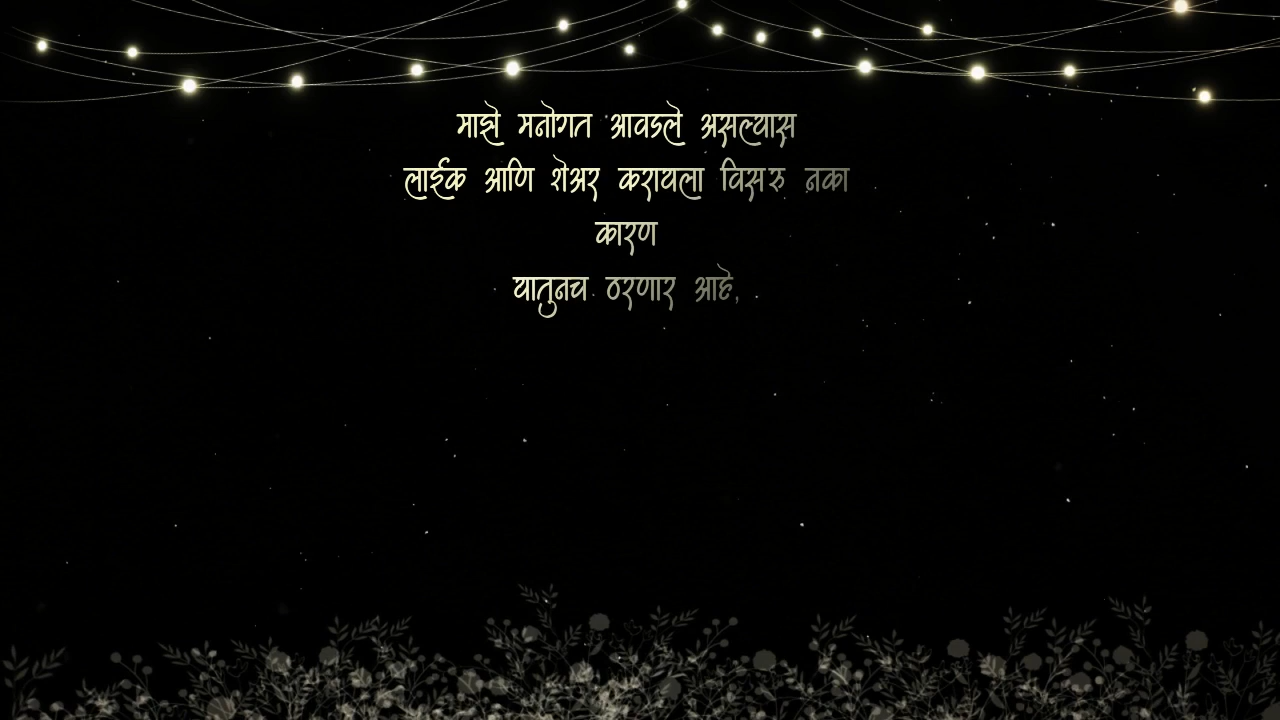 माझे मनोगत आवडले असल्यास
लाईक आणि शेअर करायला विसरु नका
कारण
यातुनच ठरणार आहे,